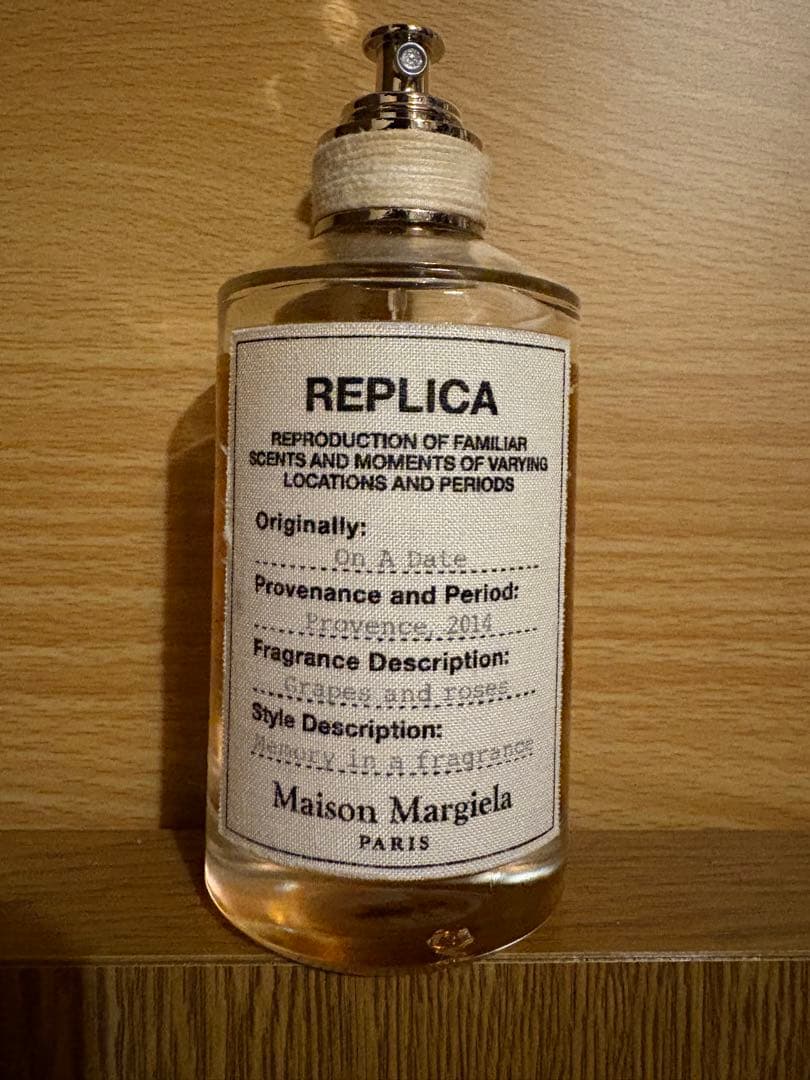 REPLICA
REPRODUCTION OF FAMILIAR
SCENTS AND MOMENTS OF VARYING
LOCATIONS AND PERIODS
Originally:
On A Date
Provenance and Period:
Provence, 2014
Fragrance Description:
Grapes and roses
Style Description:
Memory in a fragrance
Maison Margiela
PARIS